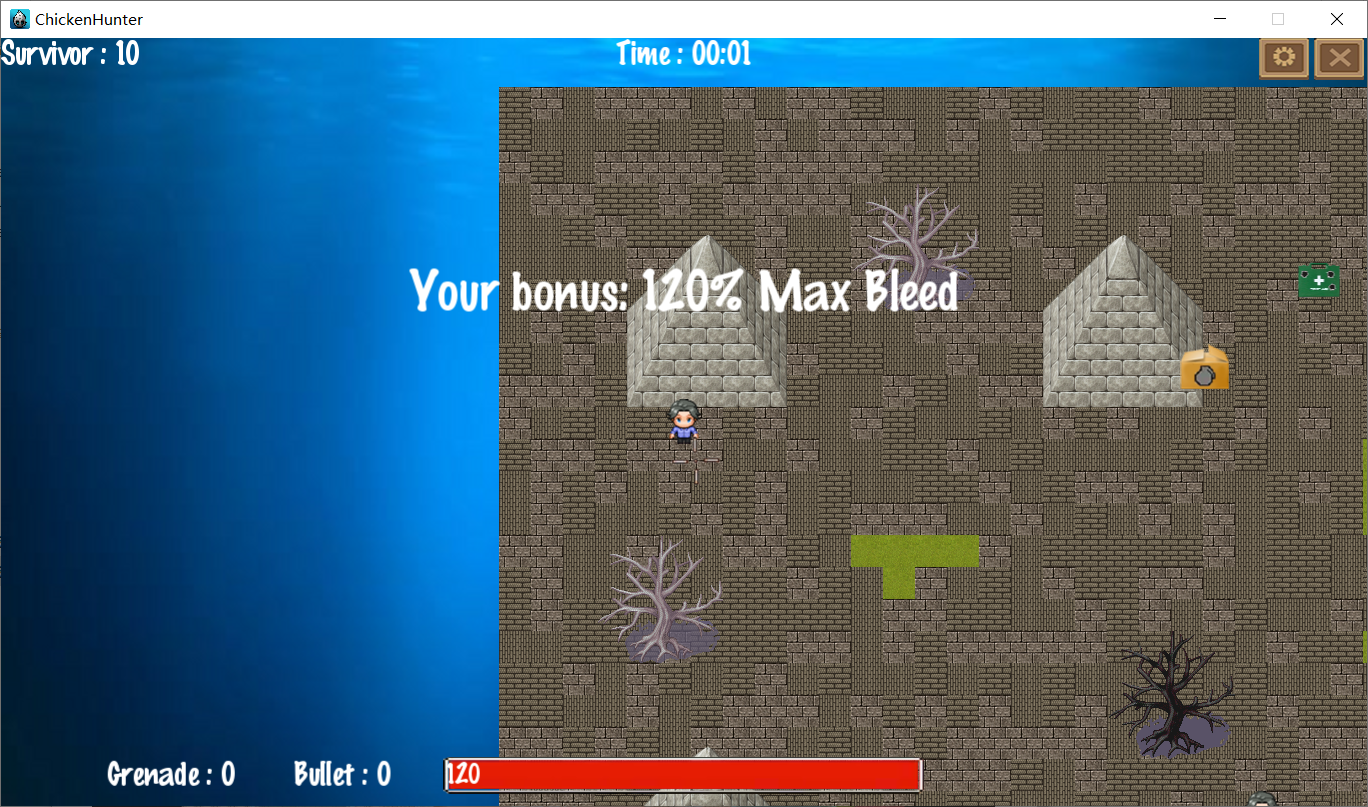 ChickenHunter
Survivor : 10
Time : 00:01
Your bonus: 120% Max Bleed
Grenade : 0
Bullet : 0
120